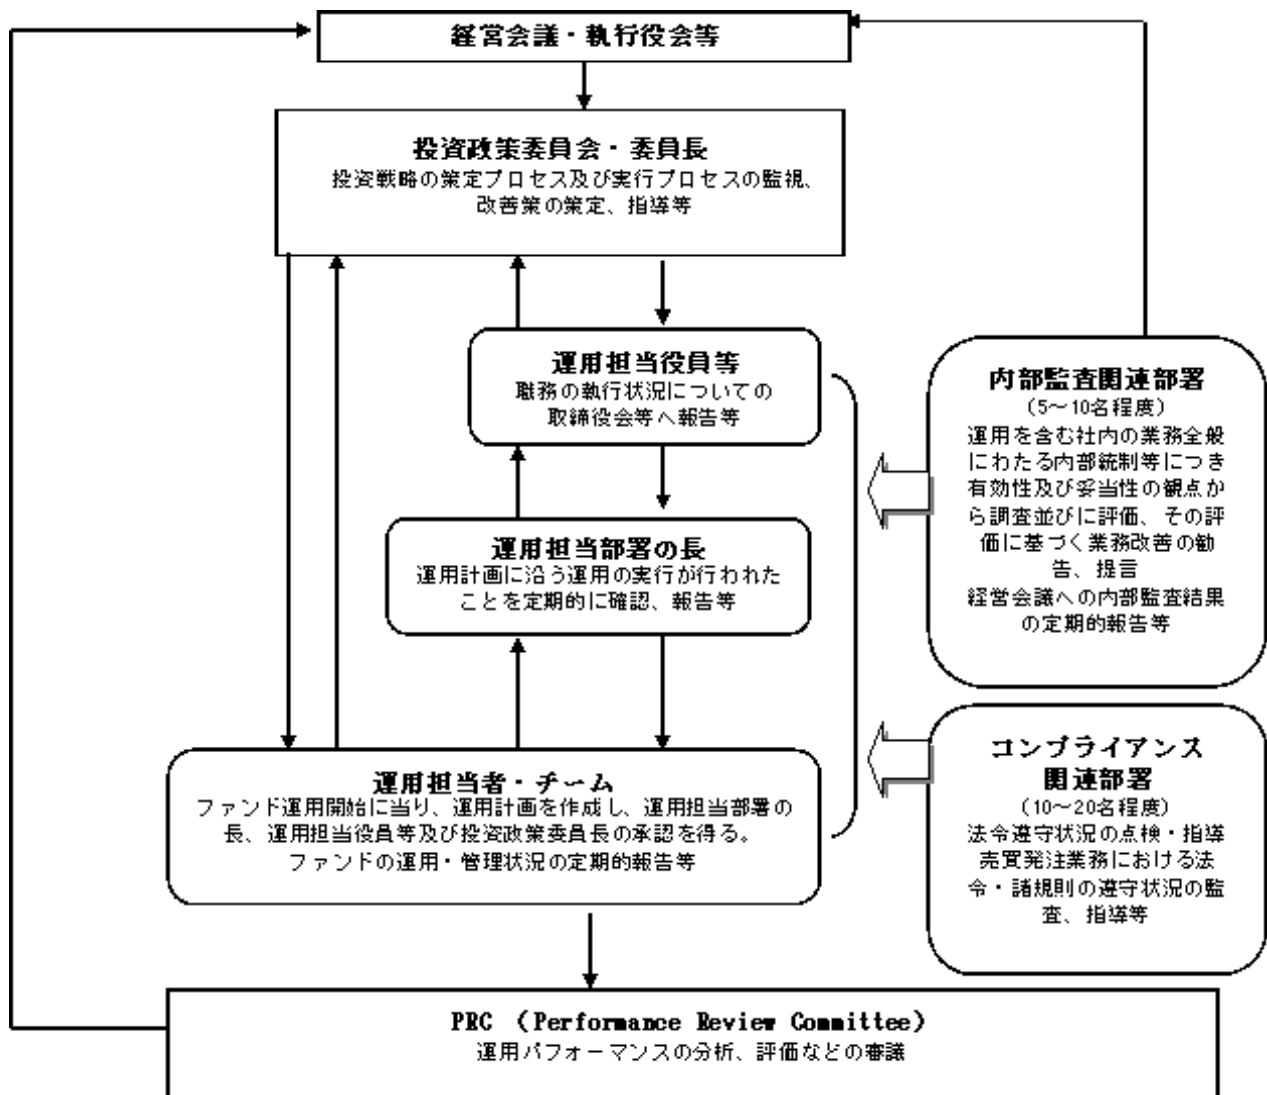 経営会議・執行役会等
投資政策委員会・委員長
投資戦略の策定プロセス及び実行プロセスの監視、
改善策の策定、指導等
運用担当役員等
職務の執行状況についての
取締役会等へ報告等
運用担当部署の長
運用計画に沿う運用の実行が行われた
ことを定期的に確認、報告等
運用担当者・チーム
ファンド運用開始に当り、運用計画を作成し、運用担当部署の
長、運用担当役員等及び投資政策委員長の承認を得る。
ファンドの運用・管理状況の定期的報告等
内部監査関連部署
（5～10名程度）
運用を含む社内の業務全般
にわたる内部統制等につき
有効性及び妥当性の観点か
ら調査並びに評価、その評
価に基づく業務改善の勧
告、提言
経営会議への内部監査結果
の定期的報告等
コンプライアンス
関連部署
（10～20名程度）
法令遵守状況の点検・指導
売買発注業務における法
令・諸規則の遵守状況の監
査、指導等
PRC （Performance Review Committee）
運用パフォーマンスの分析、評価などの審議